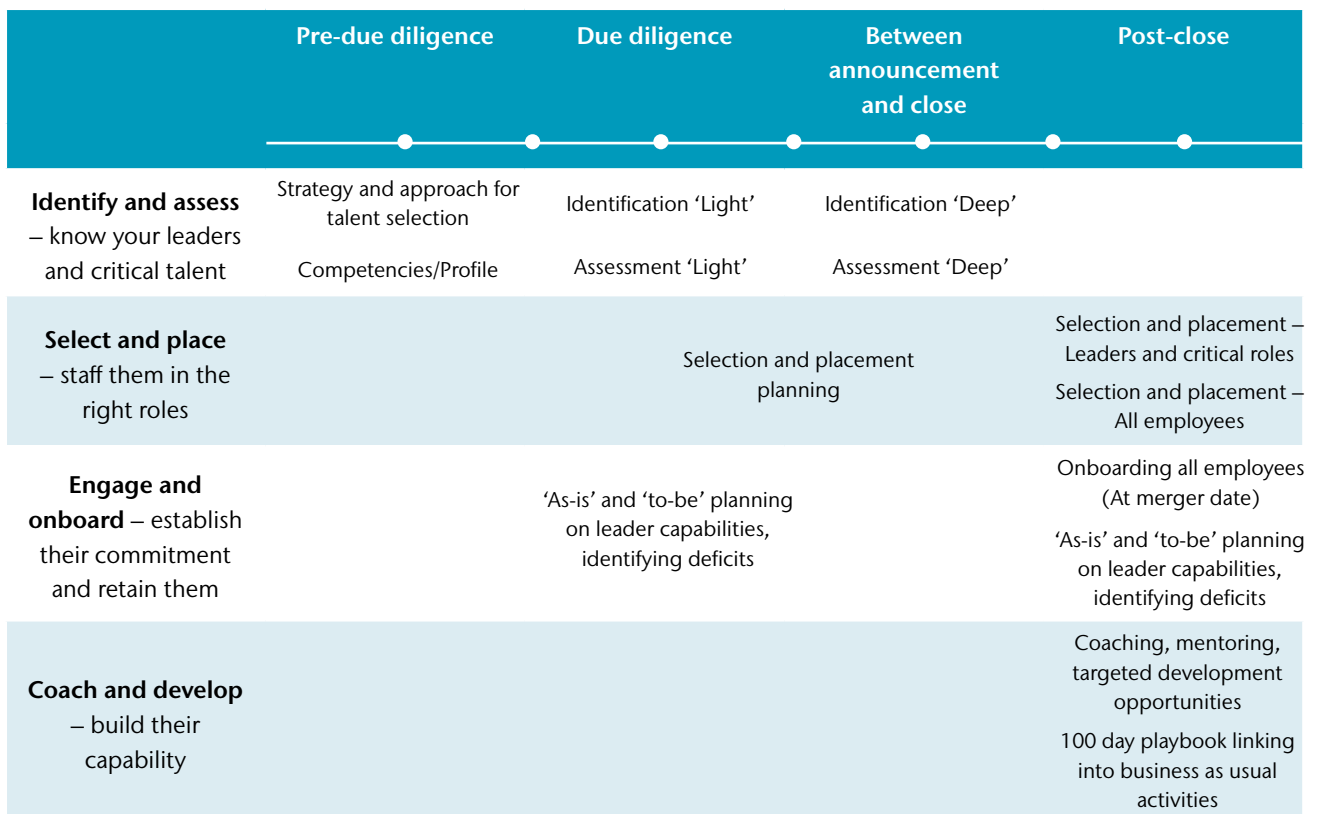 Pre-due diligence
Due diligence
Between
announcement
and close
Post-close
Identify and assess
– know your leaders
and critical talent
Strategy and approach for
talent selection
Competencies/Profile
Identification ‘Light’
Assessment ‘Light’
Identification ‘Deep’
Assessment ‘Deep’
Select and place
– staff them in the
right roles
Selection and placement
planning
Selection and placement –
Leaders and critical roles
Selection and placement –
All employees
Engage and
onboard – establish
their commitment
and retain them
‘As-is’ and ‘to-be’ planning
on leader capabilities,
identifying deficits
Onboarding all employees
(At merger date)
‘As-is’ and ‘to-be’ planning
on leader capabilities,
identifying deficits
Coach and develop
– build their
capability
Coaching, mentoring,
targeted development
opportunities
100 day playbook linking
into business as usual
activities